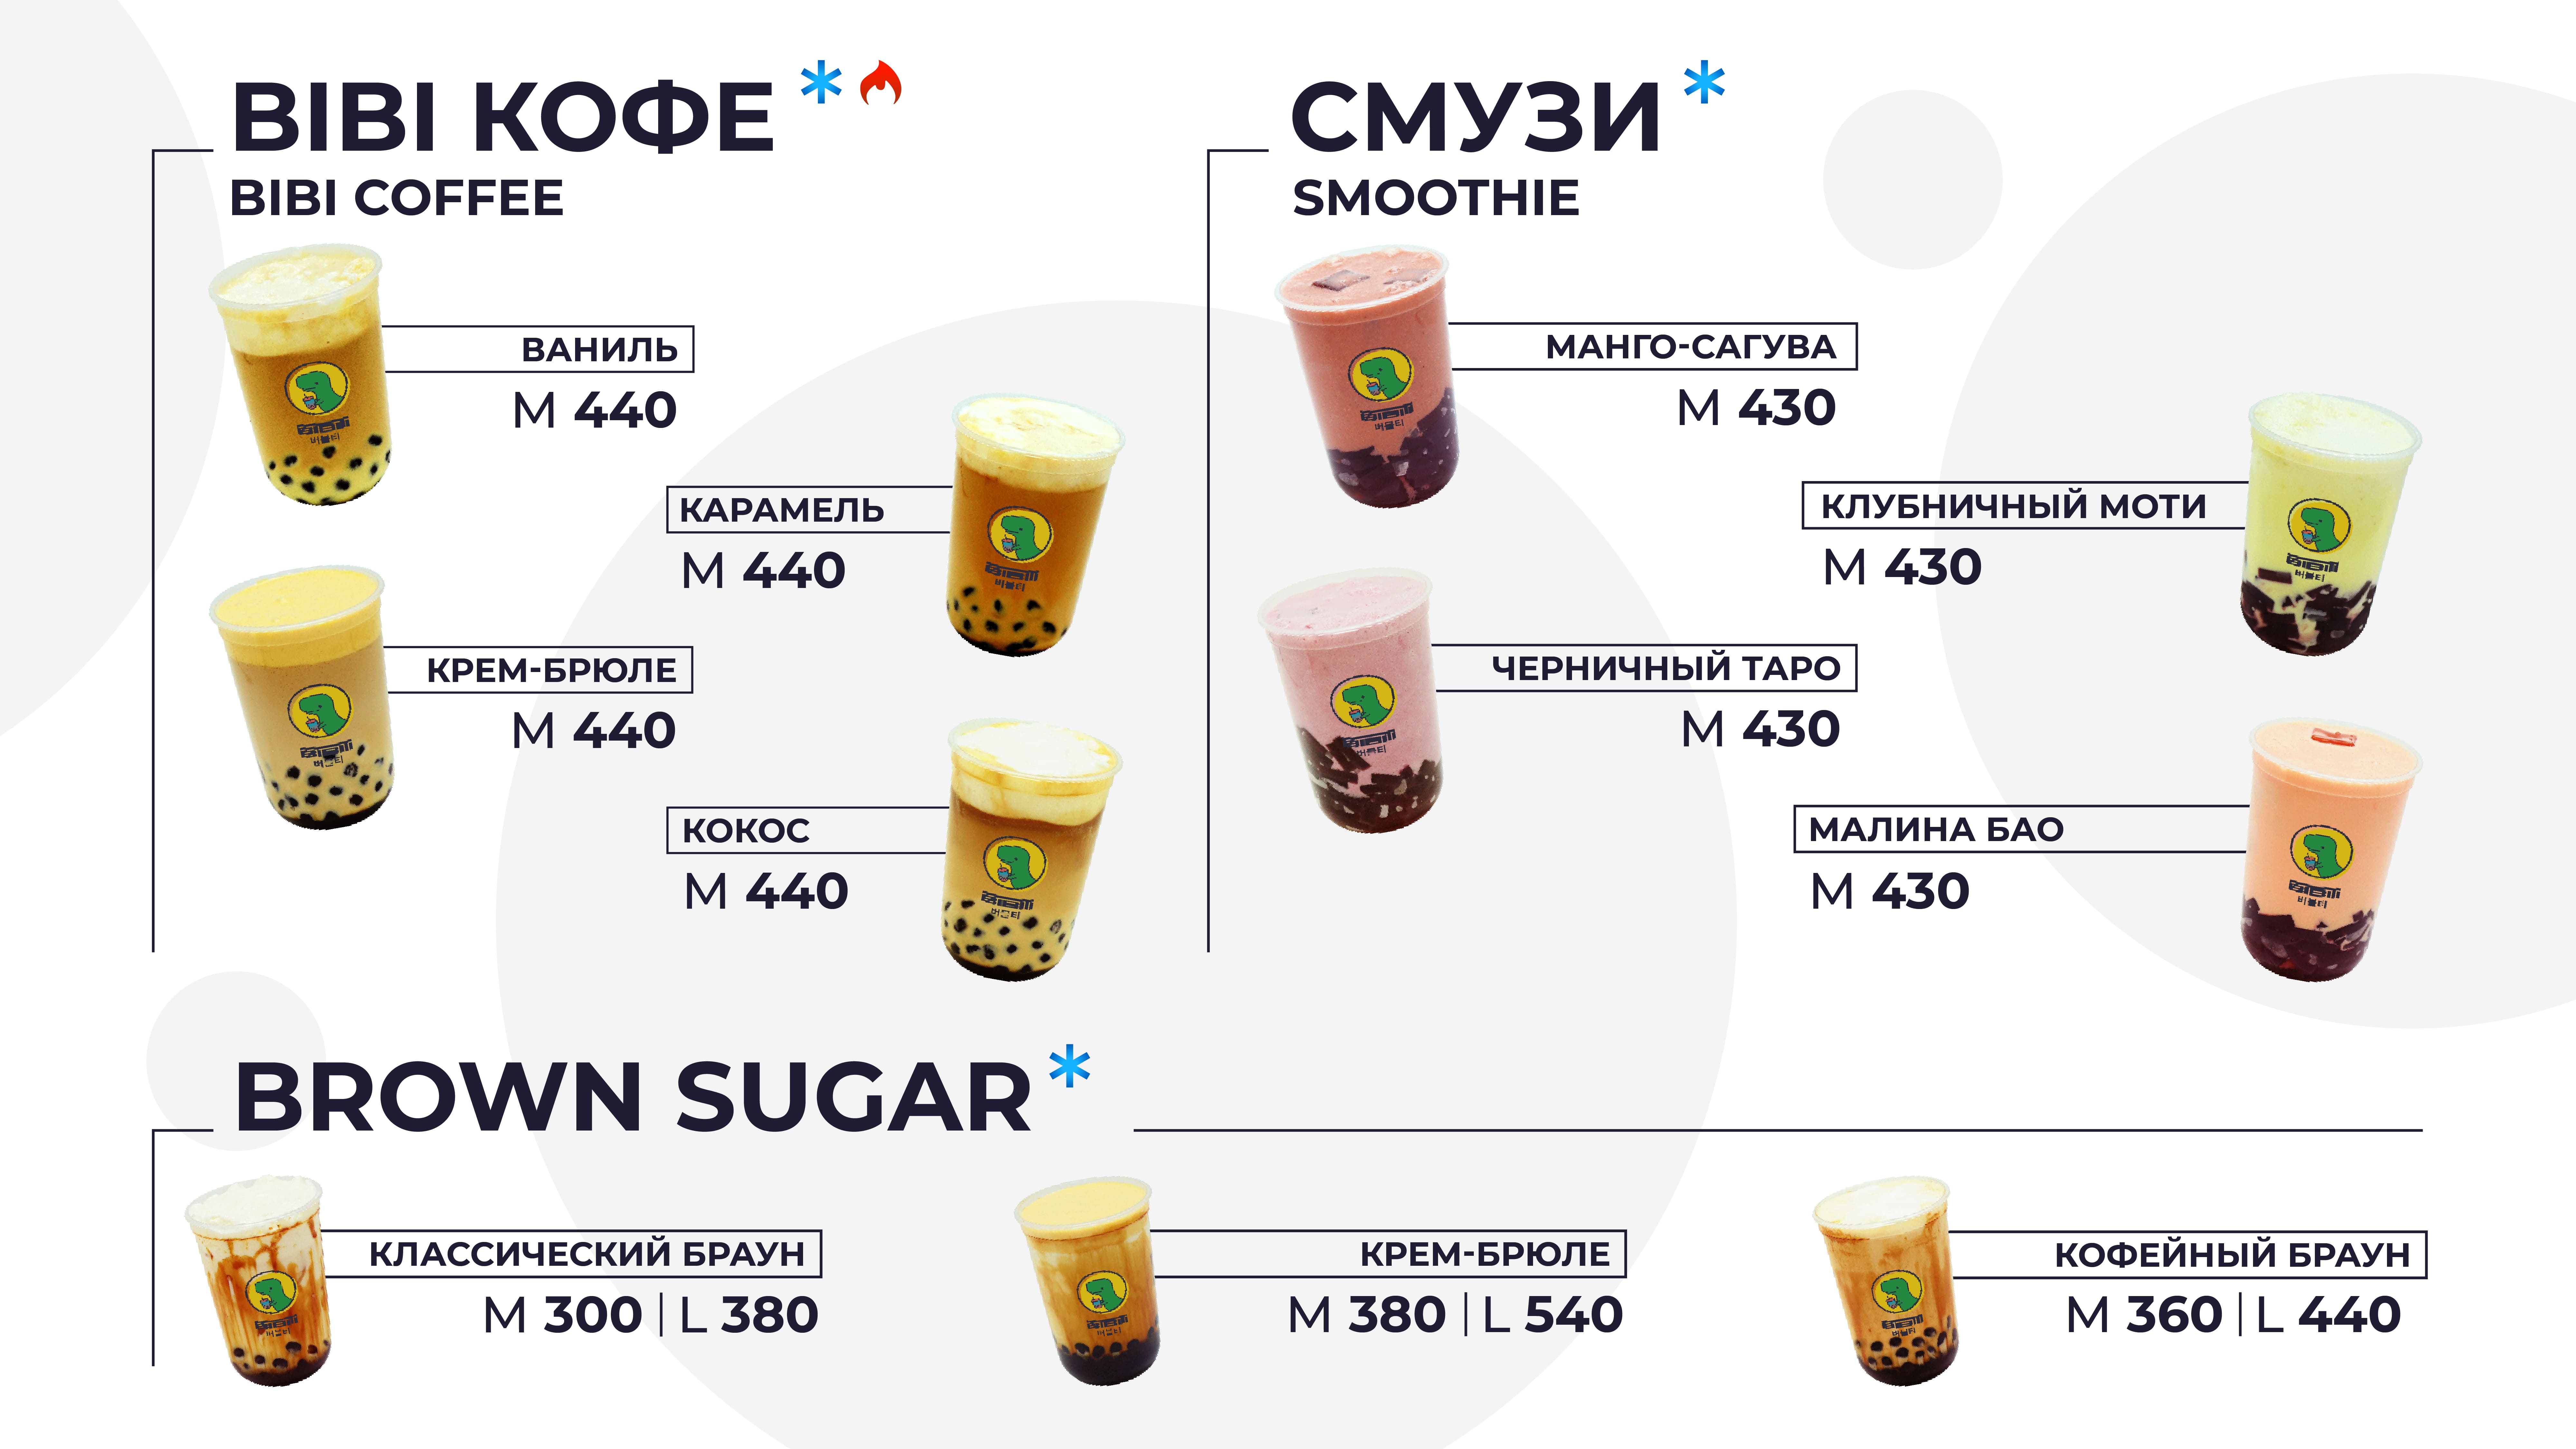 BIBI КОФЕ
BIBI COFFEE
ВАНИЛЬ
M 440
КАРАМЕЛЬ
M 440
КРЕМ-БРЮЛЕ
M 440
КОКОС
M 440
СМУЗИ
SMOOTHIE
МАНГО-САГУВА
M 430
КЛУБНИЧНЫЙ МОТИ
M 430
ЧЕРНИЧНЫЙ ТАРО
M 430
МАЛИНА БАО
M 430
BROWN SUGAR
КЛАССИЧЕСКИЙ БРАУН
M 300 | L 380
КРЕМ-БРЮЛЕ
M 380 | L 540
КОФЕЙНЫЙ БРАУН
M 360 | L 440